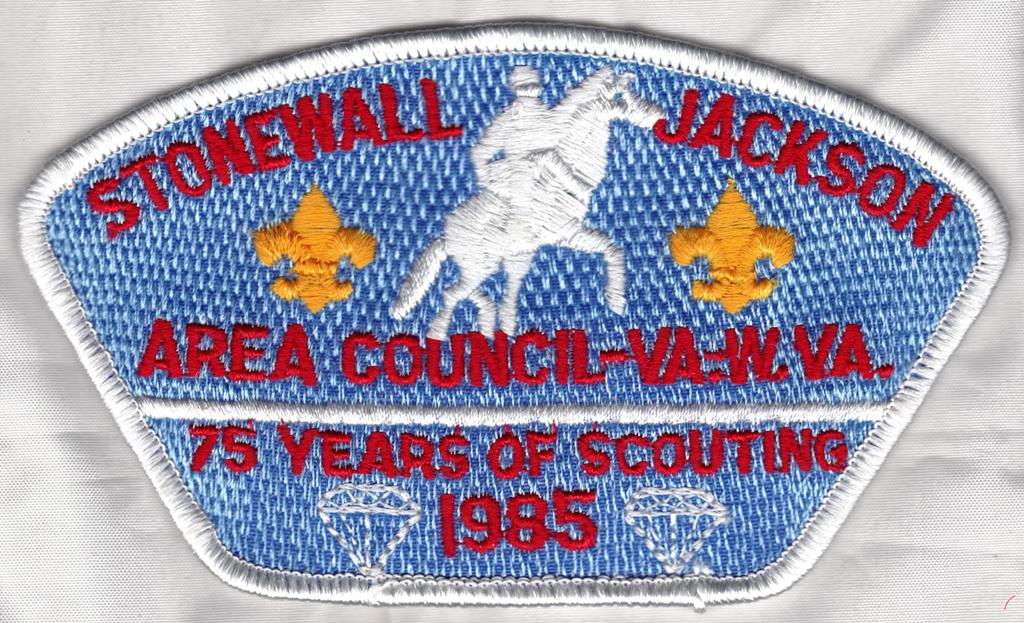 STONEWALL JACKSON
AREA COUNCIL-VA-W.VA.
75 YEARS OF SCOUTING
1985